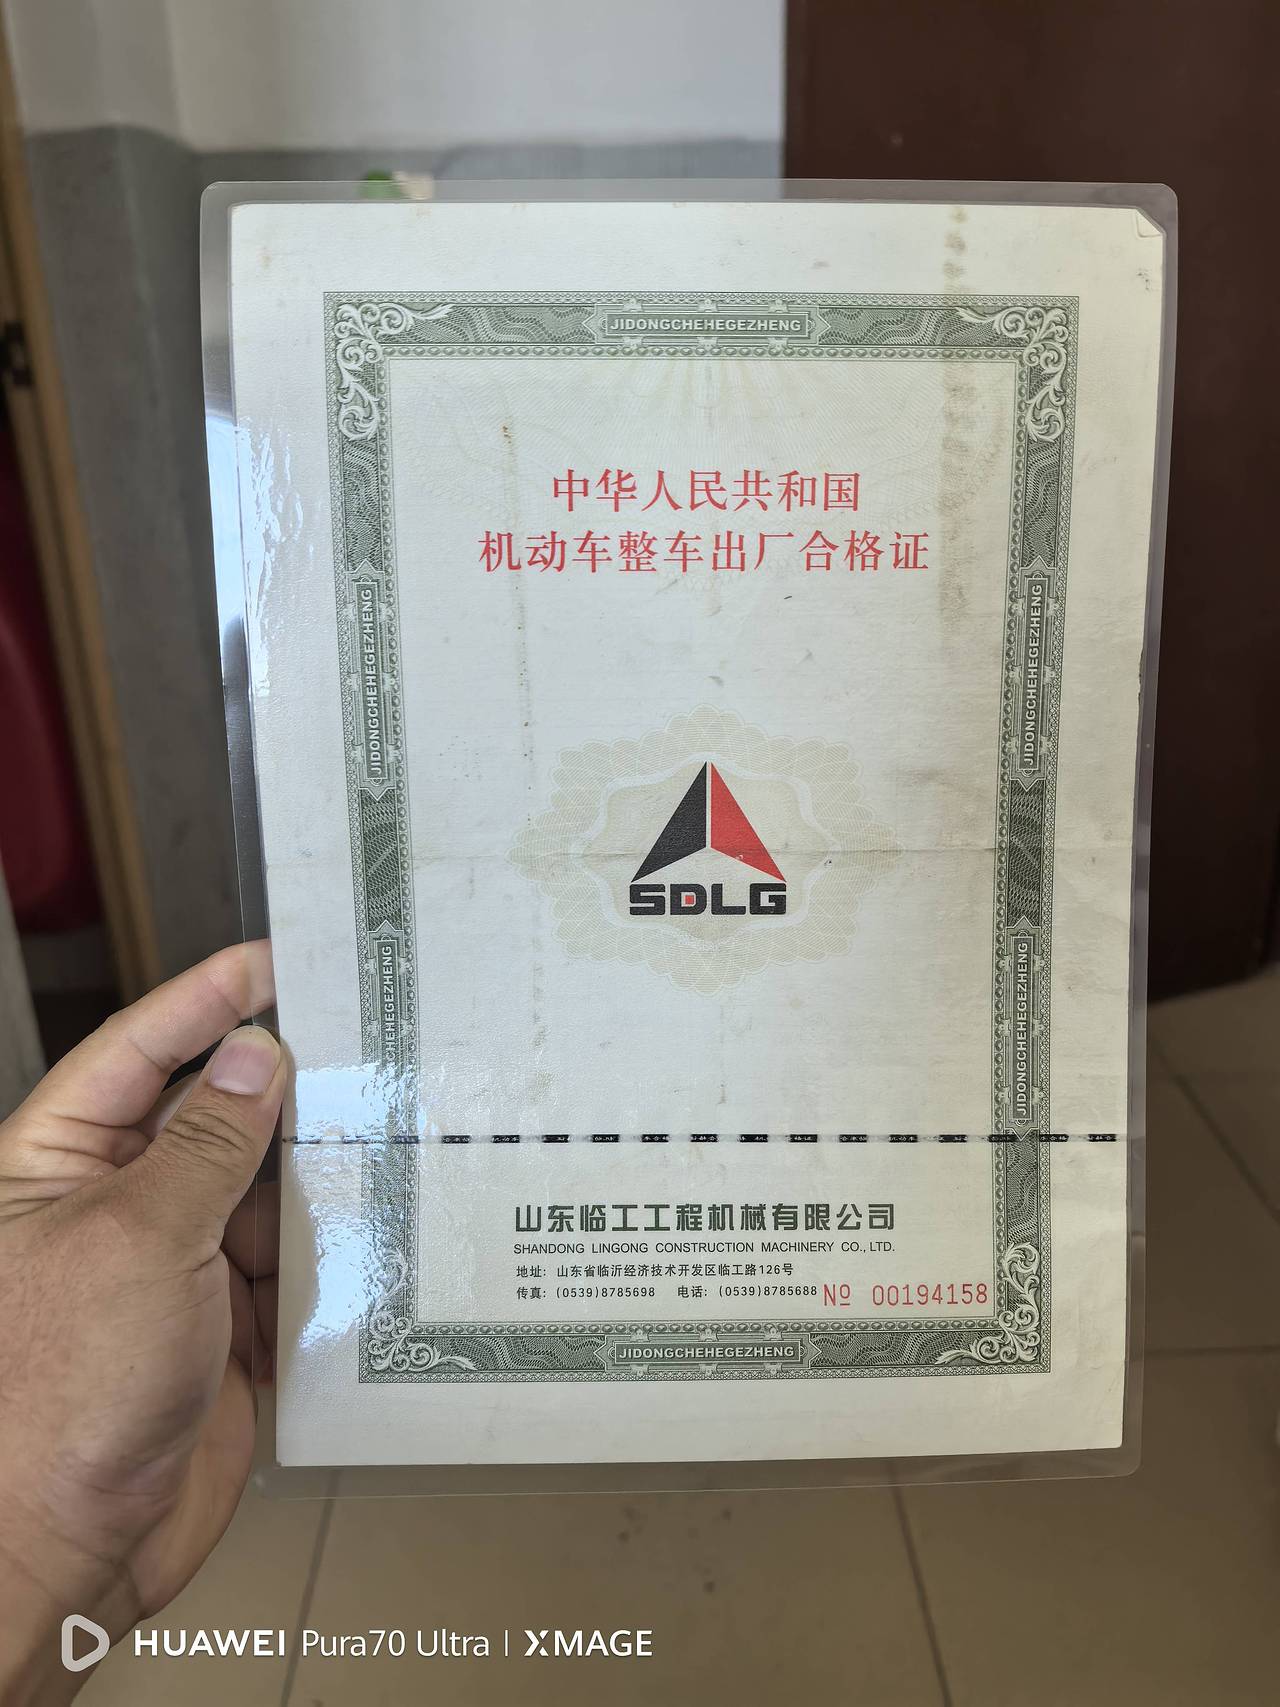 JIDONGCHEHEGEZHENG
中华人民共和国
机动车整车出厂合格证
JIDONGCHEHEGEZHENG
JIDONGCHEHEGEZHENG
SDLG
CHEHEGEZHENG
JIDONGCHEHEGEZHENG
山东临工工程机械有限公司
SHANDONG LINGONG CONSTRUCTION MACHINERY CO., LTD.
地址: 山东省临沂经济技术开发区临工路126号
传真: (0539)8785698 电话: (0539)8785688 № 00194158
JIDONGCHEHEGEZHENG
HUAWEI Pura70 Ultra | XMAGE